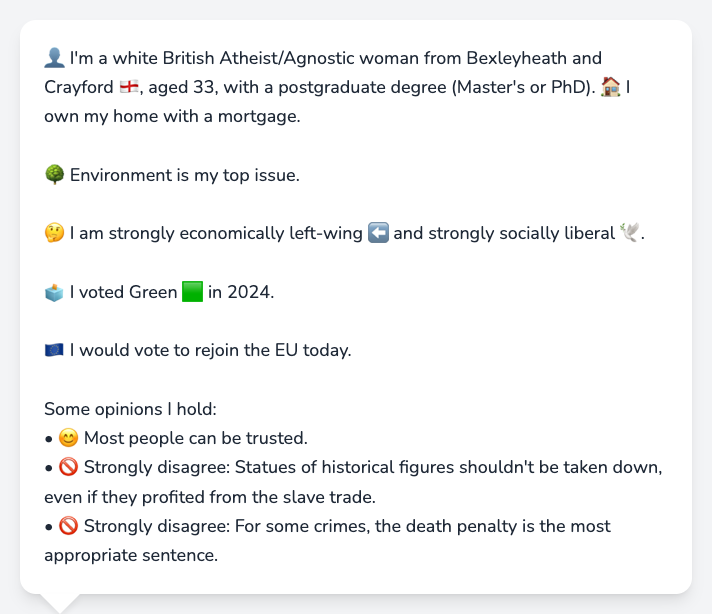 👤 I'm a white British Atheist/Agnostic woman from Bexleyheath and
Crayford 🏴󠁧󠁢󠁥󠁮󠁧󠁿, aged 33, with a postgraduate degree (Master's or PhD). 🏠 I
own my home with a mortgage.
🌳 Environment is my top issue.
🤔 I am strongly economically left-wing ⬅️ and strongly socially liberal 🕊️.
🗳️ I voted Green 🟩 in 2024.
🇪🇺 I would vote to rejoin the EU today.
Some opinions I hold:
• 😊 Most people can be trusted.
• 🚫 Strongly disagree: Statues of historical figures shouldn't be taken down,
even if they profited from the slave trade.
• 🚫 Strongly disagree: For some crimes, the death penalty is the most
appropriate sentence.